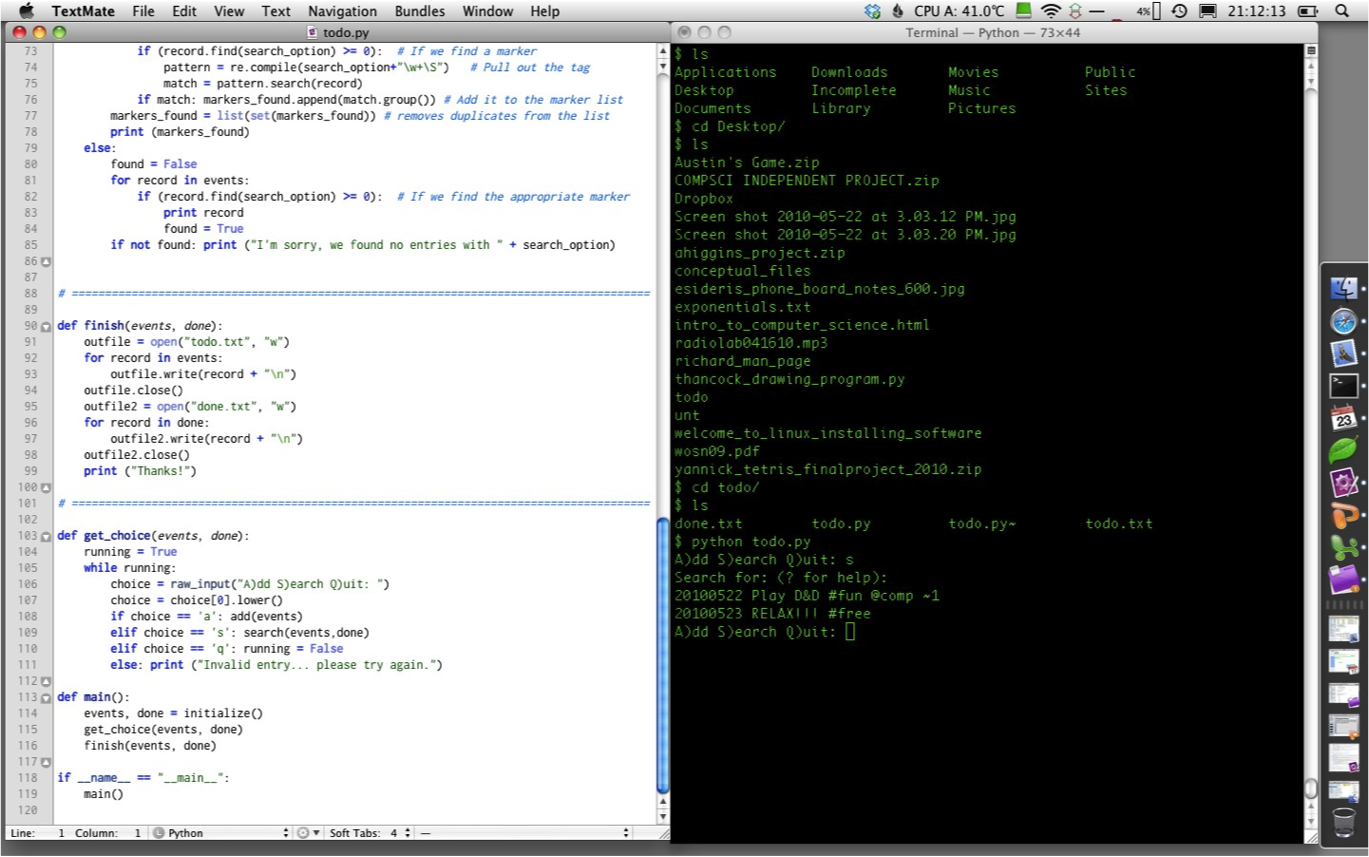 TextMate File Edit View Text Navigation Bundles Window Help CPU A: 41.0°C 4% 21:12:13
todo.py
73 if (record.find(search_option) >= 0): # If we find a marker
74 pattern = re.compile(search_option+"\w+\S") # Pull out the tag
75 match = pattern.search(record)
76 if match: markers_found.append(match.group()) # Add it to the marker list
77 markers_found = list(set(markers_found)) # removes duplicates from the list
78 print (markers_found)
79 else:
80 found = False
81 for record in events:
82 if (record.find(search_option) >= 0): # If we find the appropriate marker
83 print record
84 found = True
85 if not found: print ("I'm sorry, we found no entries with " + search_option)
86
87
88 # ======================================================================================
89
90 def finish(events, done):
91 outfile = open("todo.txt", "w")
92 for record in events:
93 outfile.write(record + "\n")
94 outfile.close()
95 outfile2 = open("done.txt", "w")
96 for record in done:
97 outfile2.write(record + "\n")
98 outfile2.close()
99 print ("Thanks!")
100
101 # ======================================================================================
102
103 def get_choice(events, done):
104 running = True
105 while running:
106 choice = raw_input("A)dd S)earch Q)uit: ")
107 choice = choice[0].lower()
108 if choice == 'a': add(events)
109 elif choice == 's': search(events,done)
110 elif choice == 'q': running = False
111 else: print ("Invalid entry... please try again.")
112
113 def main():
114 events, done = initialize()
115 get_choice(events, done)
116 finish(events, done)
117
118 if __name__ == "__main__":
119 main()
120
Line: 1 Column: 1 Python Soft Tabs: 4 —
Terminal — Python — 73×44
$ ls
Applications Downloads Movies Public
Desktop Incomplete Music Sites
Documents Library Pictures
$ cd Desktop/
$ ls
Austin's Game.zip
COMPSCI INDEPENDENT PROJECT.zip
Dropbox
Screen shot 2010-05-22 at 3.03.12 PM.jpg
Screen shot 2010-05-22 at 3.03.20 PM.jpg
ahiggins_project.zip
conceptual_files
esideris_phone_board_notes_600.jpg
exponentials.txt
intro_to_computer_science.html
radiolab041610.mp3
richard_man_page
thancock_drawing_program.py
todo
unt
welcome_to_linux_installing_software
wosn09.pdf
yannick_tetris_finalproject_2010.zip
$ cd todo/
$ ls
done.txt todo.py todo.py~ todo.txt
$ python todo.py
A)dd S)earch Q)uit: s
Search for: (? for help):
20100522 Play D&D #fun @comp ~1
20100523 RELAX!!! #free
A)dd S)earch Q)uit:
23